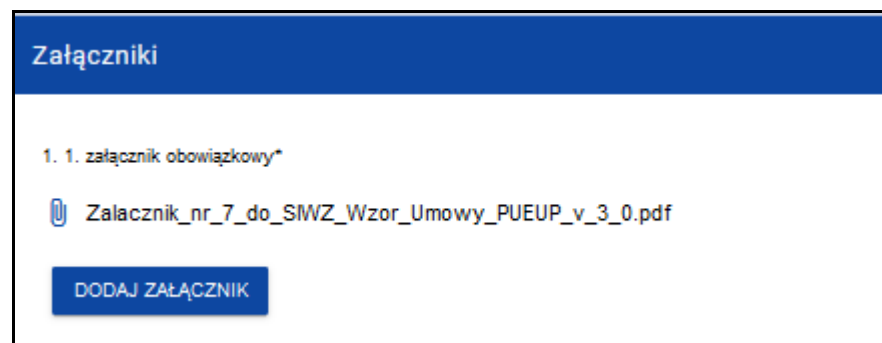 Załączniki
1. 1. załącznik obowiązkowy*
Zalacznik_nr_7_do_SIWZ_Wzor_Umowy_PUEUP_v_3_0.pdf
DODAJ ZAŁĄCZNIK